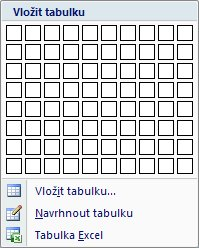 Vložit tabulku
Vložit tabulku...
Navrhnout tabulku
Tabulka Excel